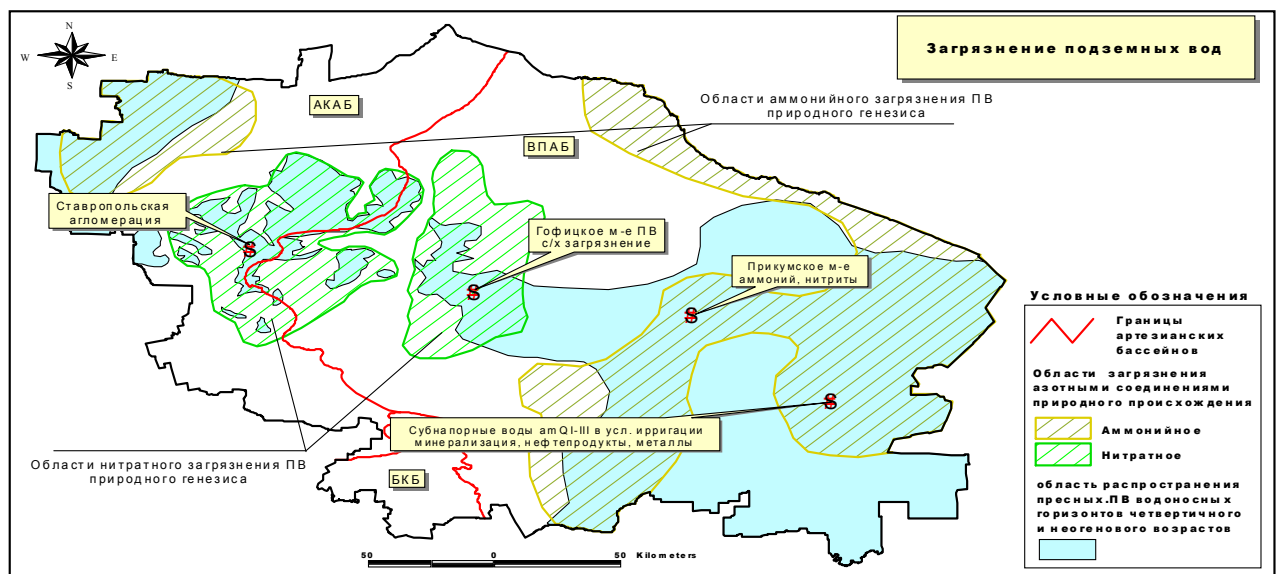 Загрязнение подземных вод
N
W
E
S
АКАБ
Области аммонийного загрязнения ПВ
природного генезиса
ВПАБ
Ставропольская
агломерация
Гофицкое м-е ПВ
с/х загрязнение
Прикумское м-е
аммоний, нитриты
S
S
S
S
Субнапорные воды amQI-III в усл. ирригации
минерализация, нефтепродукты, металлы
Области нитратного загрязнения ПВ
природного генезиса
БКБ
50
0
50
Kilometers
Условные обозначения
Границы
артезианских
бассейнов
Области загрязнения
азотными соединениями
природного происхождения
Аммонийное
Нитратное
область распространения
пресных.ПВ водоносных
горизонтов четвертичного
и неогенового возрастов